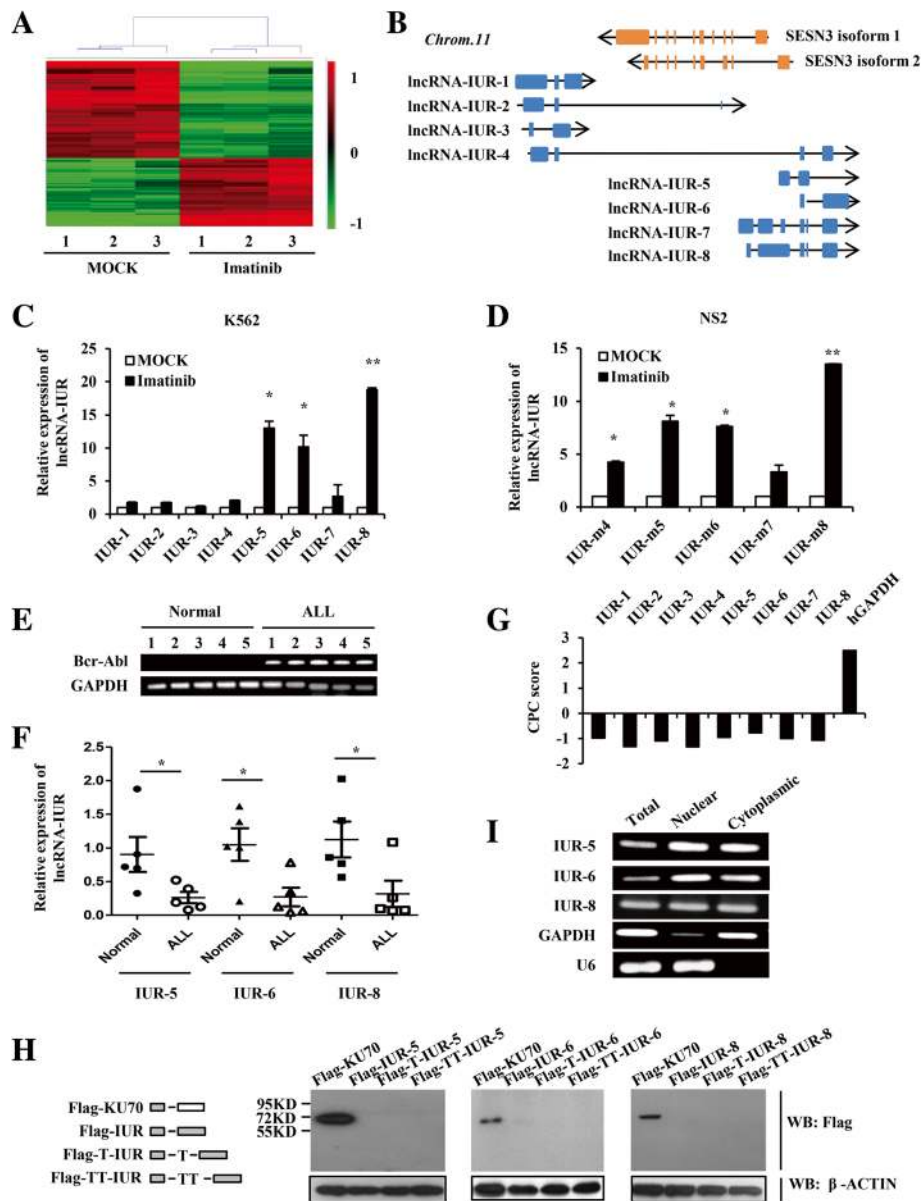 A
1
0
-1
1 2 3 1 2 3
MOCK Imatinib
B
Chrom.11
SESN3 isoform 1
SESN3 isoform 2
lncRNA-IUR-1
lncRNA-IUR-2
lncRNA-IUR-3
lncRNA-IUR-4
lncRNA-IUR-5
lncRNA-IUR-6
lncRNA-IUR-7
lncRNA-IUR-8
C
K562
Relative expression of
lncRNA-IUR
25
20
15
10
5
0
MOCK
Imatinib
* * **
IUR-1 IUR-2 IUR-3 IUR-4 IUR-5 IUR-6 IUR-7 IUR-8
D
NS2
Relative expression of
lncRNA-IUR
15
10
5
0
MOCK
Imatinib
* * * **
IUR-m4 IUR-m5 IUR-m6 IUR-m7 IUR-m8
E
Normal ALL
1 2 3 4 5 1 2 3 4 5
Bcr-Abl
GAPDH
F
Relative expression of
lncRNA-IUR
2.5
2.0
1.5
1.0
0.5
0.0
* * *
Normal ALL Normal ALL Normal ALL
IUR-5 IUR-6 IUR-8
G
IUR-1 IUR-2 IUR-3 IUR-4 IUR-5 IUR-6 IUR-7 IUR-8 hGAPDH
CPC score
3
2
1
0
-1
-2
I
Total Nuclear Cytoplasmic
IUR-5
IUR-6
IUR-8
GAPDH
U6
H
Flag-KU70
Flag-IUR
Flag-T-IUR
T
Flag-TT-IUR
TT
Flag-KU70 Flag-IUR-5 Flag-T-IUR-5 Flag-TT-IUR-5
Flag-KU70 Flag-IUR-6 Flag-T-IUR-6 Flag-TT-IUR-6
Flag-KU70 Flag-IUR-8 Flag-T-IUR-8 Flag-TT-IUR-8
95KD
72KD
55KD
WB: Flag
WB: β-ACTIN